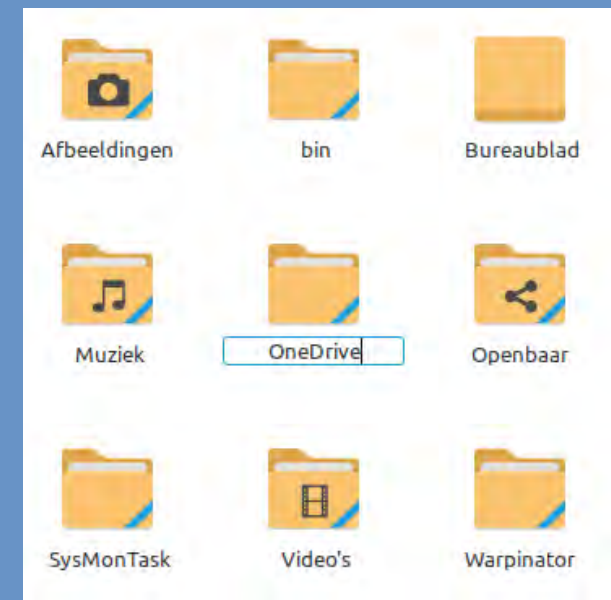 Afbeeldingen
bin
Bureaublad
Muziek
OneDrive
Openbaar
SysMonTask
Video's
Warpinator